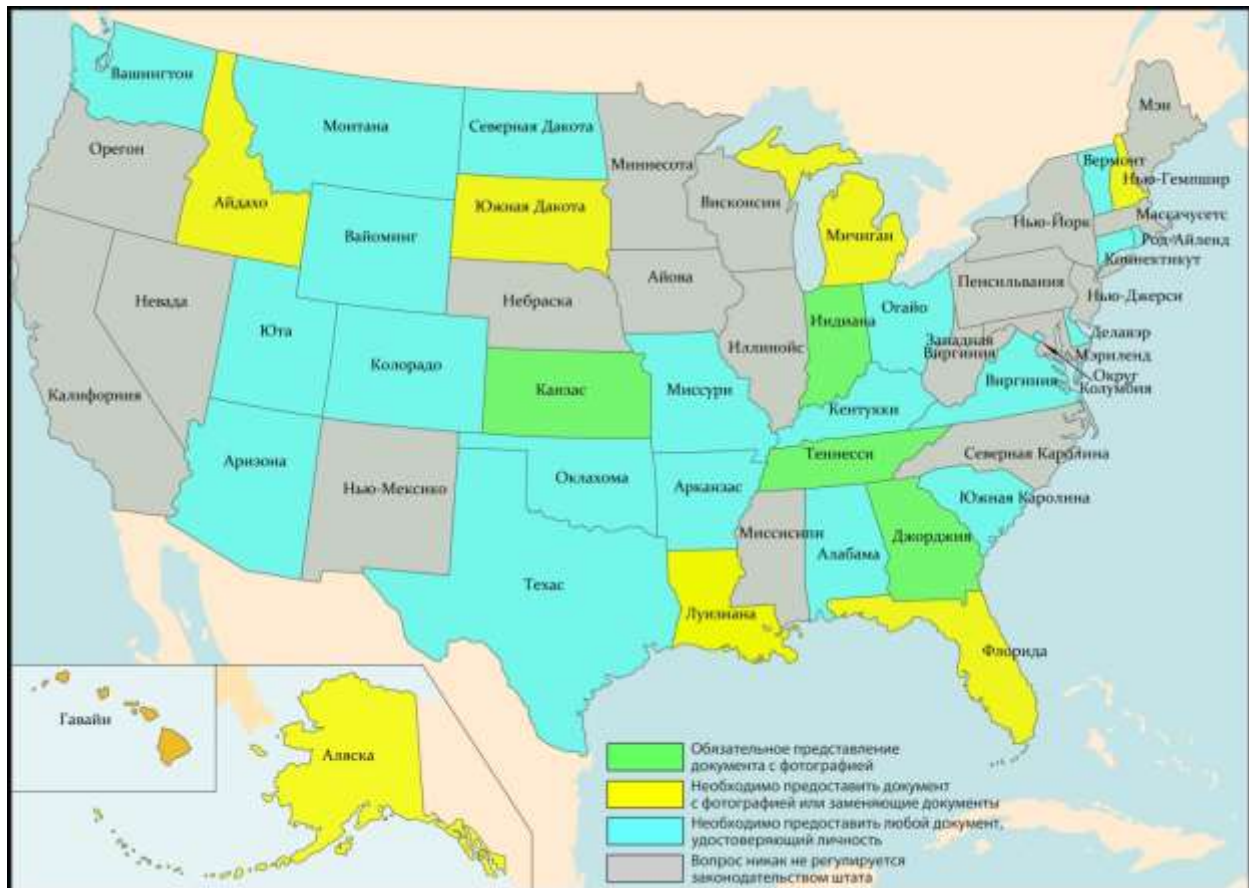 Вашингтон
Монтана
Северная Дакота
Миннесота
Мэн
Орегон
Айдахо
Южная Дакота
Висконсин
Мичиган
Вермонт
Нью-Гемпшир
Нью-Йорк
Массачусетс
Род-Айленд
Коннектикут
Вайоминг
Невада
Небраска
Айова
Пенсильвания
Нью-Джерси
Юта
Колорадо
Иллинойс
Индиана
Огайо
Западная
Виргиния
Делавэр
Мэриленд
Округ
Колумбия
Калифорния
Канзас
Миссури
Кентукки
Виргиния
Аризона
Нью-Мексико
Оклахома
Арканзас
Теннесси
Северная Каролина
Южная Каролина
Техас
Миссисипи
Алабама
Джорджия
Луизиана
Флорида
Гавайи
Аляска
Обязательное представление
документа с фотографией
Необходимо предоставить документ
с фотографией или заменяющие документы
Необходимо предоставить любой документ,
удостоверяющий личность
Вопрос никак не регулируется
законодательством штата